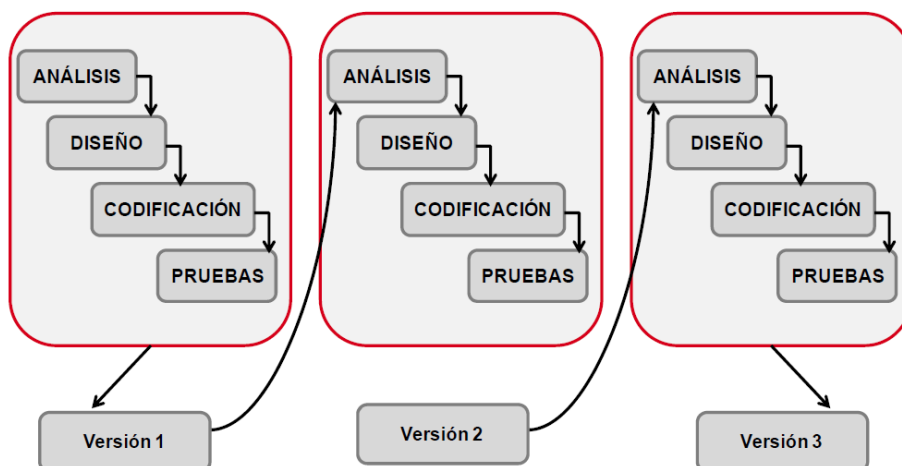 ANÁLISIS
DISEÑO
CODIFICACIÓN
PRUEBAS
ANÁLISIS
DISEÑO
CODIFICACIÓN
PRUEBAS
ANÁLISIS
DISEÑO
CODIFICACIÓN
PRUEBAS
Versión 1
Versión 2
Versión 3